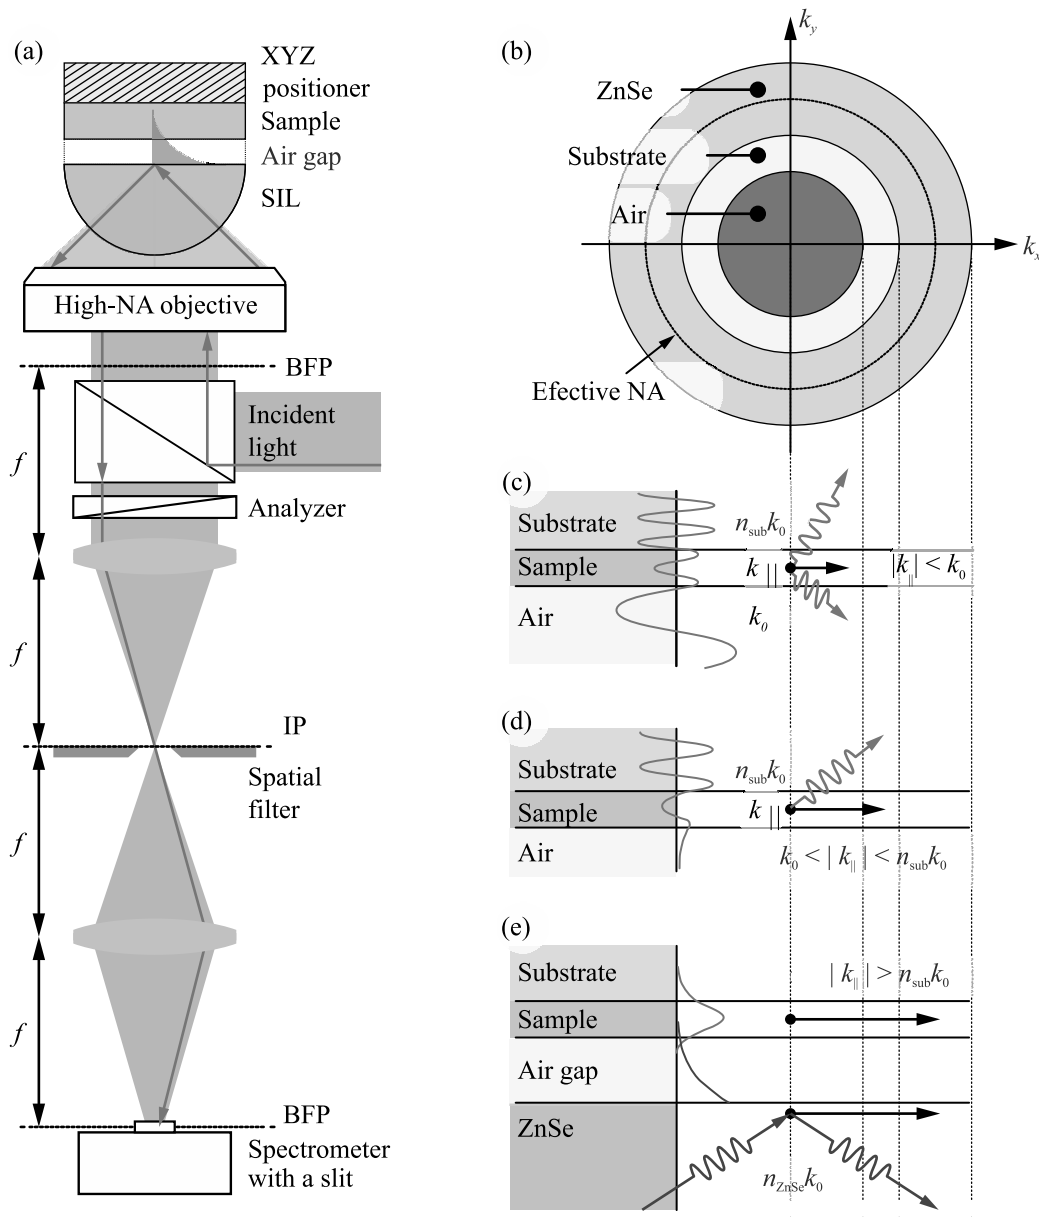 (a)
XYZ
positioner
Sample
Air gap
SIL
High-NA objective
BFP
Incident
light
f
Analyzer
f
IP
Spatial
filter
f
f
BFP
Spectrometer
with a slit
(b)
k_y
ZnSe
Substrate
Air
k_x
Efective NA
(c)
Substrate
n_sub k_0
Sample
k_||
|k_||| < k_0
Air
k_0
(d)
Substrate
n_sub k_0
Sample
k_||
Air
k_0 < | k_|| | < n_sub k_0
(e)
Substrate
| k_|| | > n_sub k_0
Sample
Air gap
ZnSe
n_ZnSe k_0